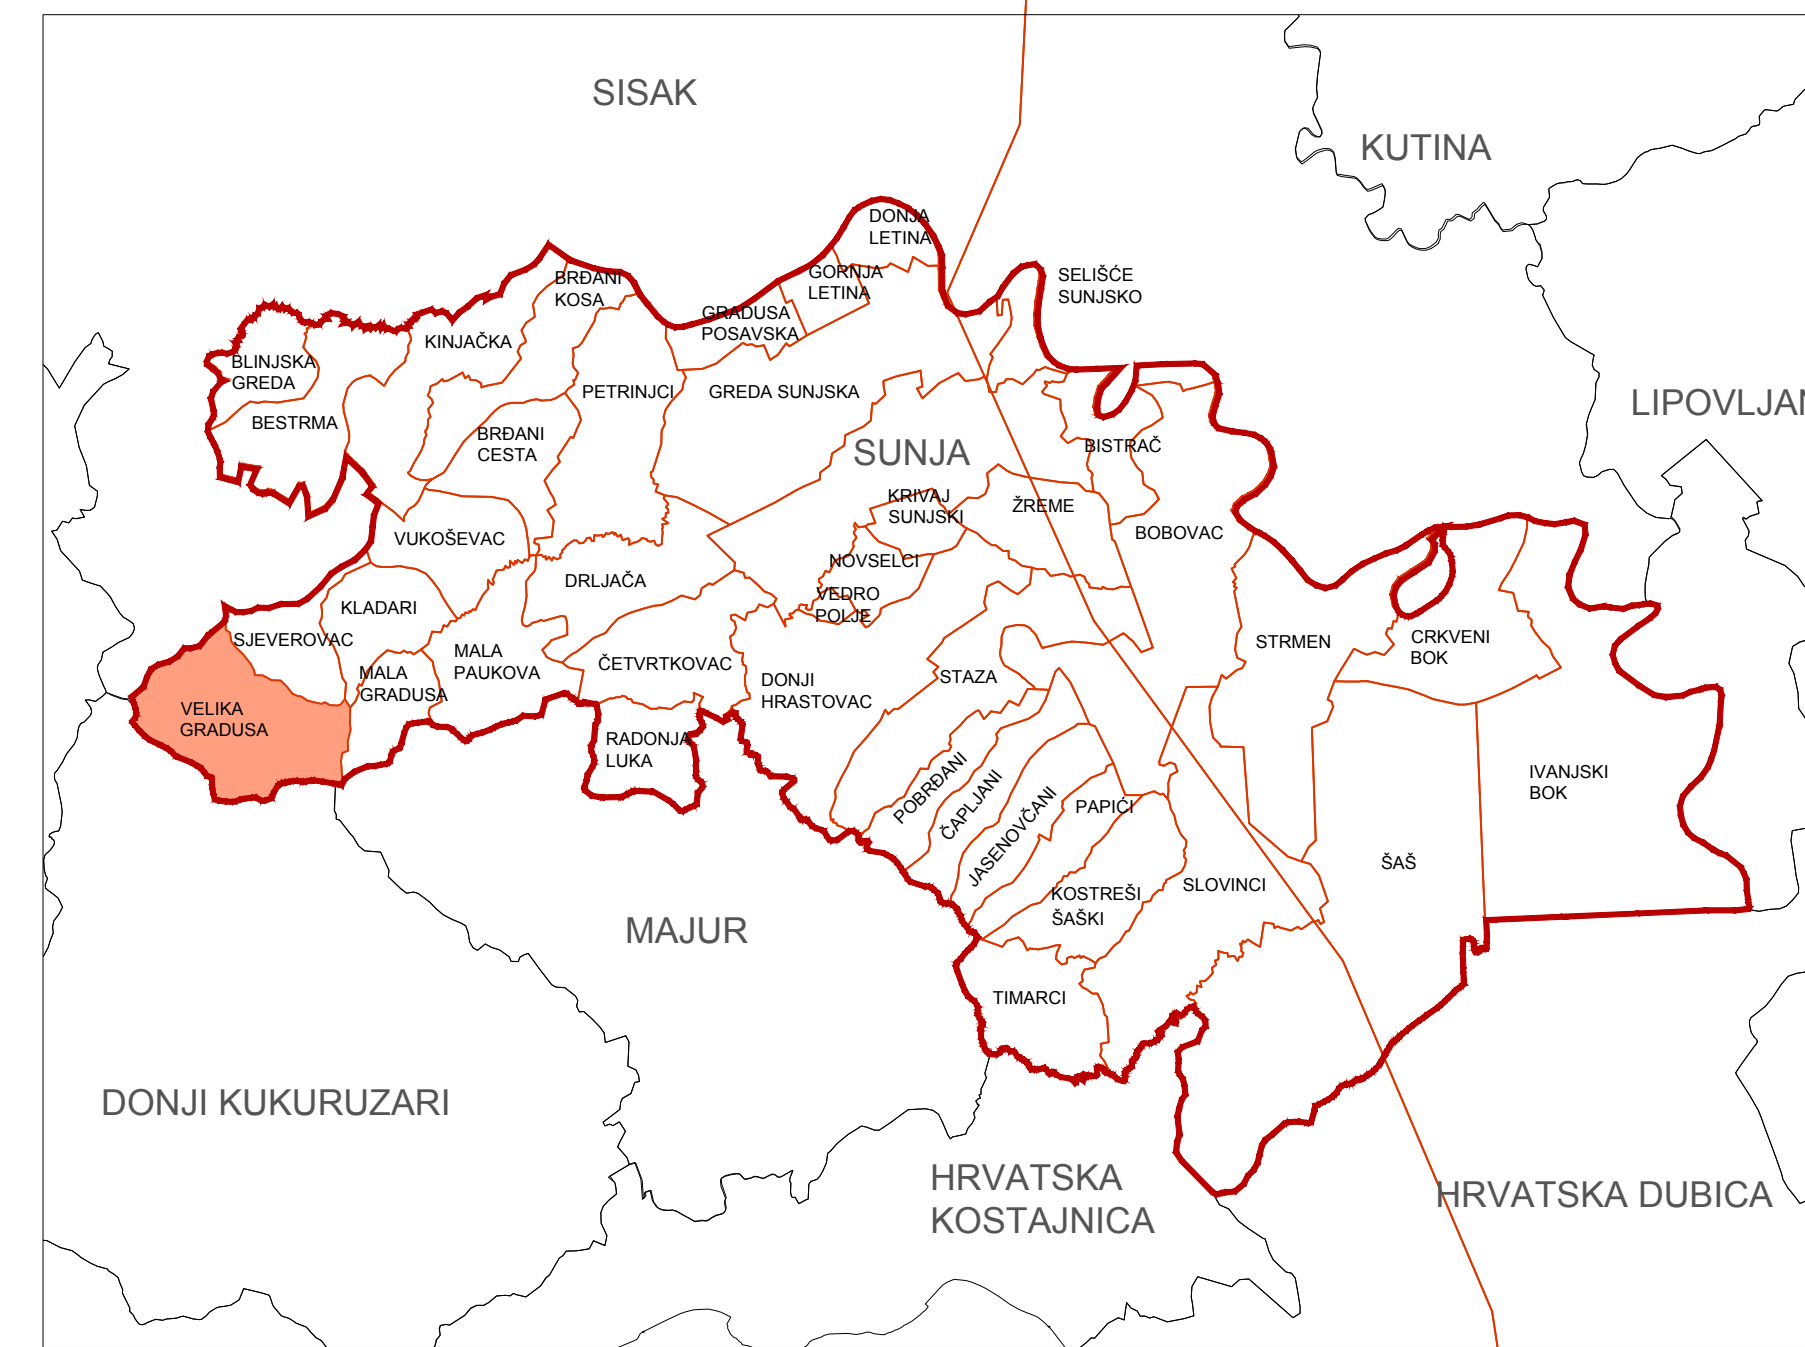 SISAK
KUTINA
DONJA
LETINA
BRĐANI
KOSA
GORNJA
LETINA
SELIŠĆE
SUNJSKO
GRADUSA
POSAVSKA
KINJAČKA
BLINJSKA
GREDA
PETRINJCI
GREDA SUNJSKA
BESTRMA
BRĐANI
CESTA
SUNJA
BISTRAČ
KRIVAJ
SUNJSKI
ŽREME
BOBOVAC
VUKOŠEVAC
NOVSELCI
DRLJAČA
VEDRO
POLJE
KLADARI
SJEVEROVAC
MALA
PAUKOVA
ČETVRTKOVAC
MALA
GRADUSA
DONJI
HRASTOVAC
STAZA
STRMEN
CRKVENI
BOK
VELIKA
GRADUSA
RADONJA
LUKA
POBRĐANI
ČAPLJANI
JASENOVČANI
PAPIĆI
IVANJSKI
BOK
ŠAŠ
KOSTREŠI
ŠAŠKI
SLOVINCI
TIMARCI
MAJUR
DONJI KUKURUZARI
HRVATSKA
KOSTAJNICA
HRVATSKA DUBICA